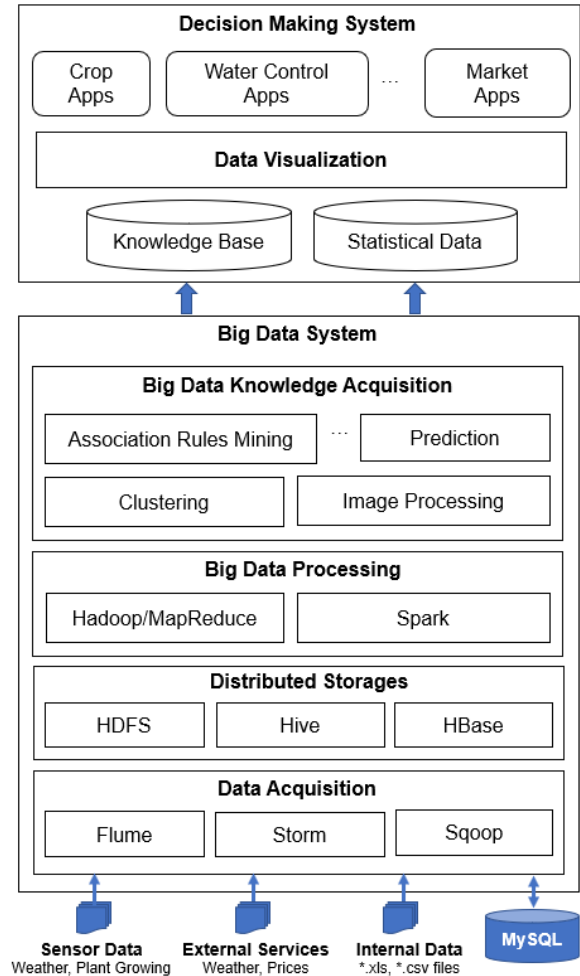 Decision Making System
Crop
Apps
Water Control
Apps
...
Market
Apps
Data Visualization
Knowledge Base
Statistical Data
Big Data System
Big Data Knowledge Acquisition
Association Rules Mining
...
Prediction
Clustering
Image Processing
Big Data Processing
Hadoop/MapReduce
Spark
Distributed Storages
HDFS
Hive
HBase
Data Acquisition
Flume
Storm
Sqoop
Sensor Data
Weather, Plant Growing
External Services
Weather, Prices
Internal Data
*.xls, *.csv files
MySQL